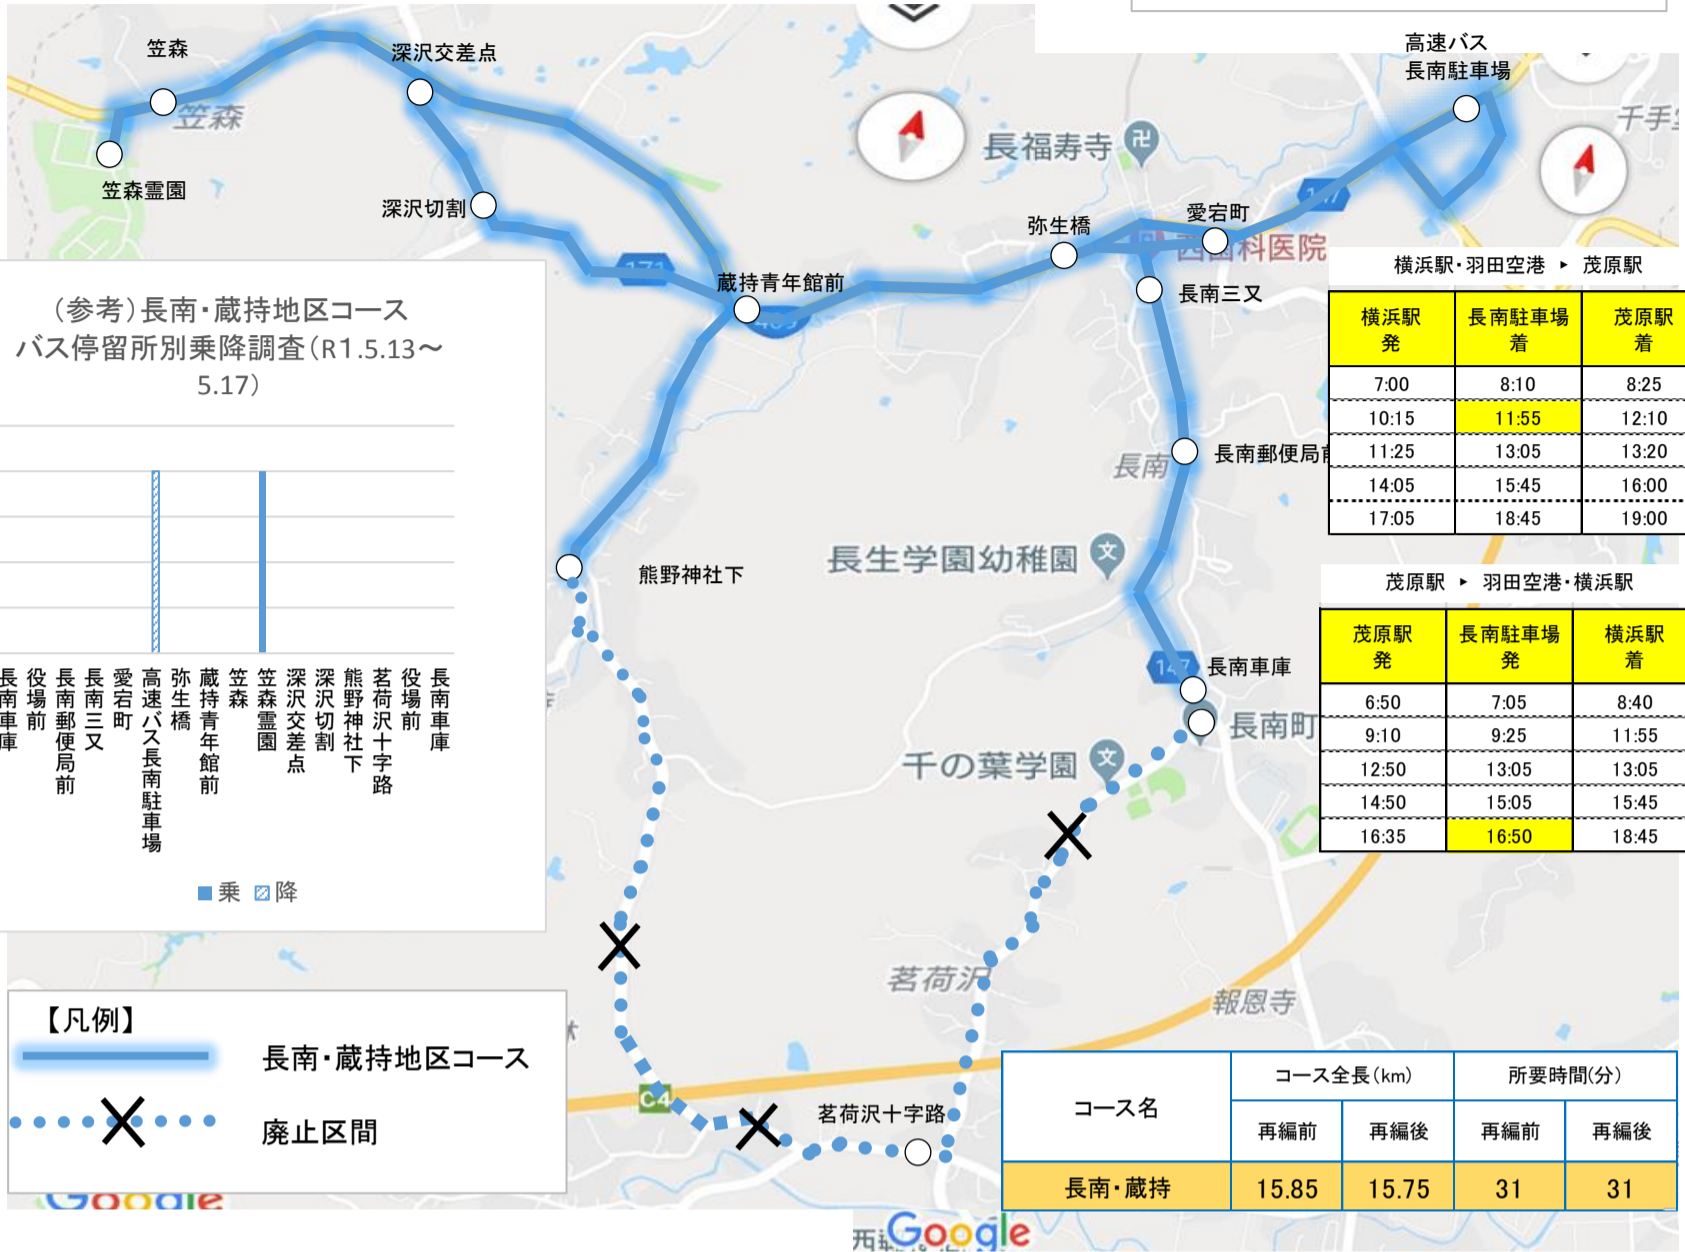 高速バス
長南駐車場
笠森
深沢交差点
笠森
千手
長福寺
笠森霊園
深沢切割
愛宕町
弥生橋
西歯科医院
171
蔵持青年館前
長南三又
147
409
横浜駅・羽田空港 ▸ 茂原駅
横浜駅発 長南駐車場着 茂原駅着
7:00 8:10 8:25
10:15 11:55 12:10
11:25 13:05 13:20
14:05 15:45 16:00
17:05 18:45 19:00
(参考)長南・蔵持地区コース
バス停留所別乗降調査(R1.5.13～
5.17)
長南車庫
役場前
長南郵便局前
長南三又
愛宕町
高速バス長南駐車場
弥生橋
蔵持青年館前
笠森
笠森霊園
深沢交差点
深沢切割
熊野神社下
茗荷沢十字路
役場前
長南車庫
乗 降
長南郵便局前
長南
長生学園幼稚園
熊野神社下
茂原駅 ▸ 羽田空港・横浜駅
茂原駅発 長南駐車場発 横浜駅着
6:50 7:05 8:40
9:10 9:25 11:55
12:50 13:05 13:05
14:50 15:05 15:45
16:35 16:50 18:45
147
長南車庫
長南町
千の葉学園
茗荷沢
報恩寺
【凡例】
長南・蔵持地区コース
廃止区間
C4
茗荷沢十字路
コース名 コース全長(km) 所要時間(分)
再編前 再編後 再編前 再編後
長南・蔵持 15.85 15.75 31 31
Google
Google